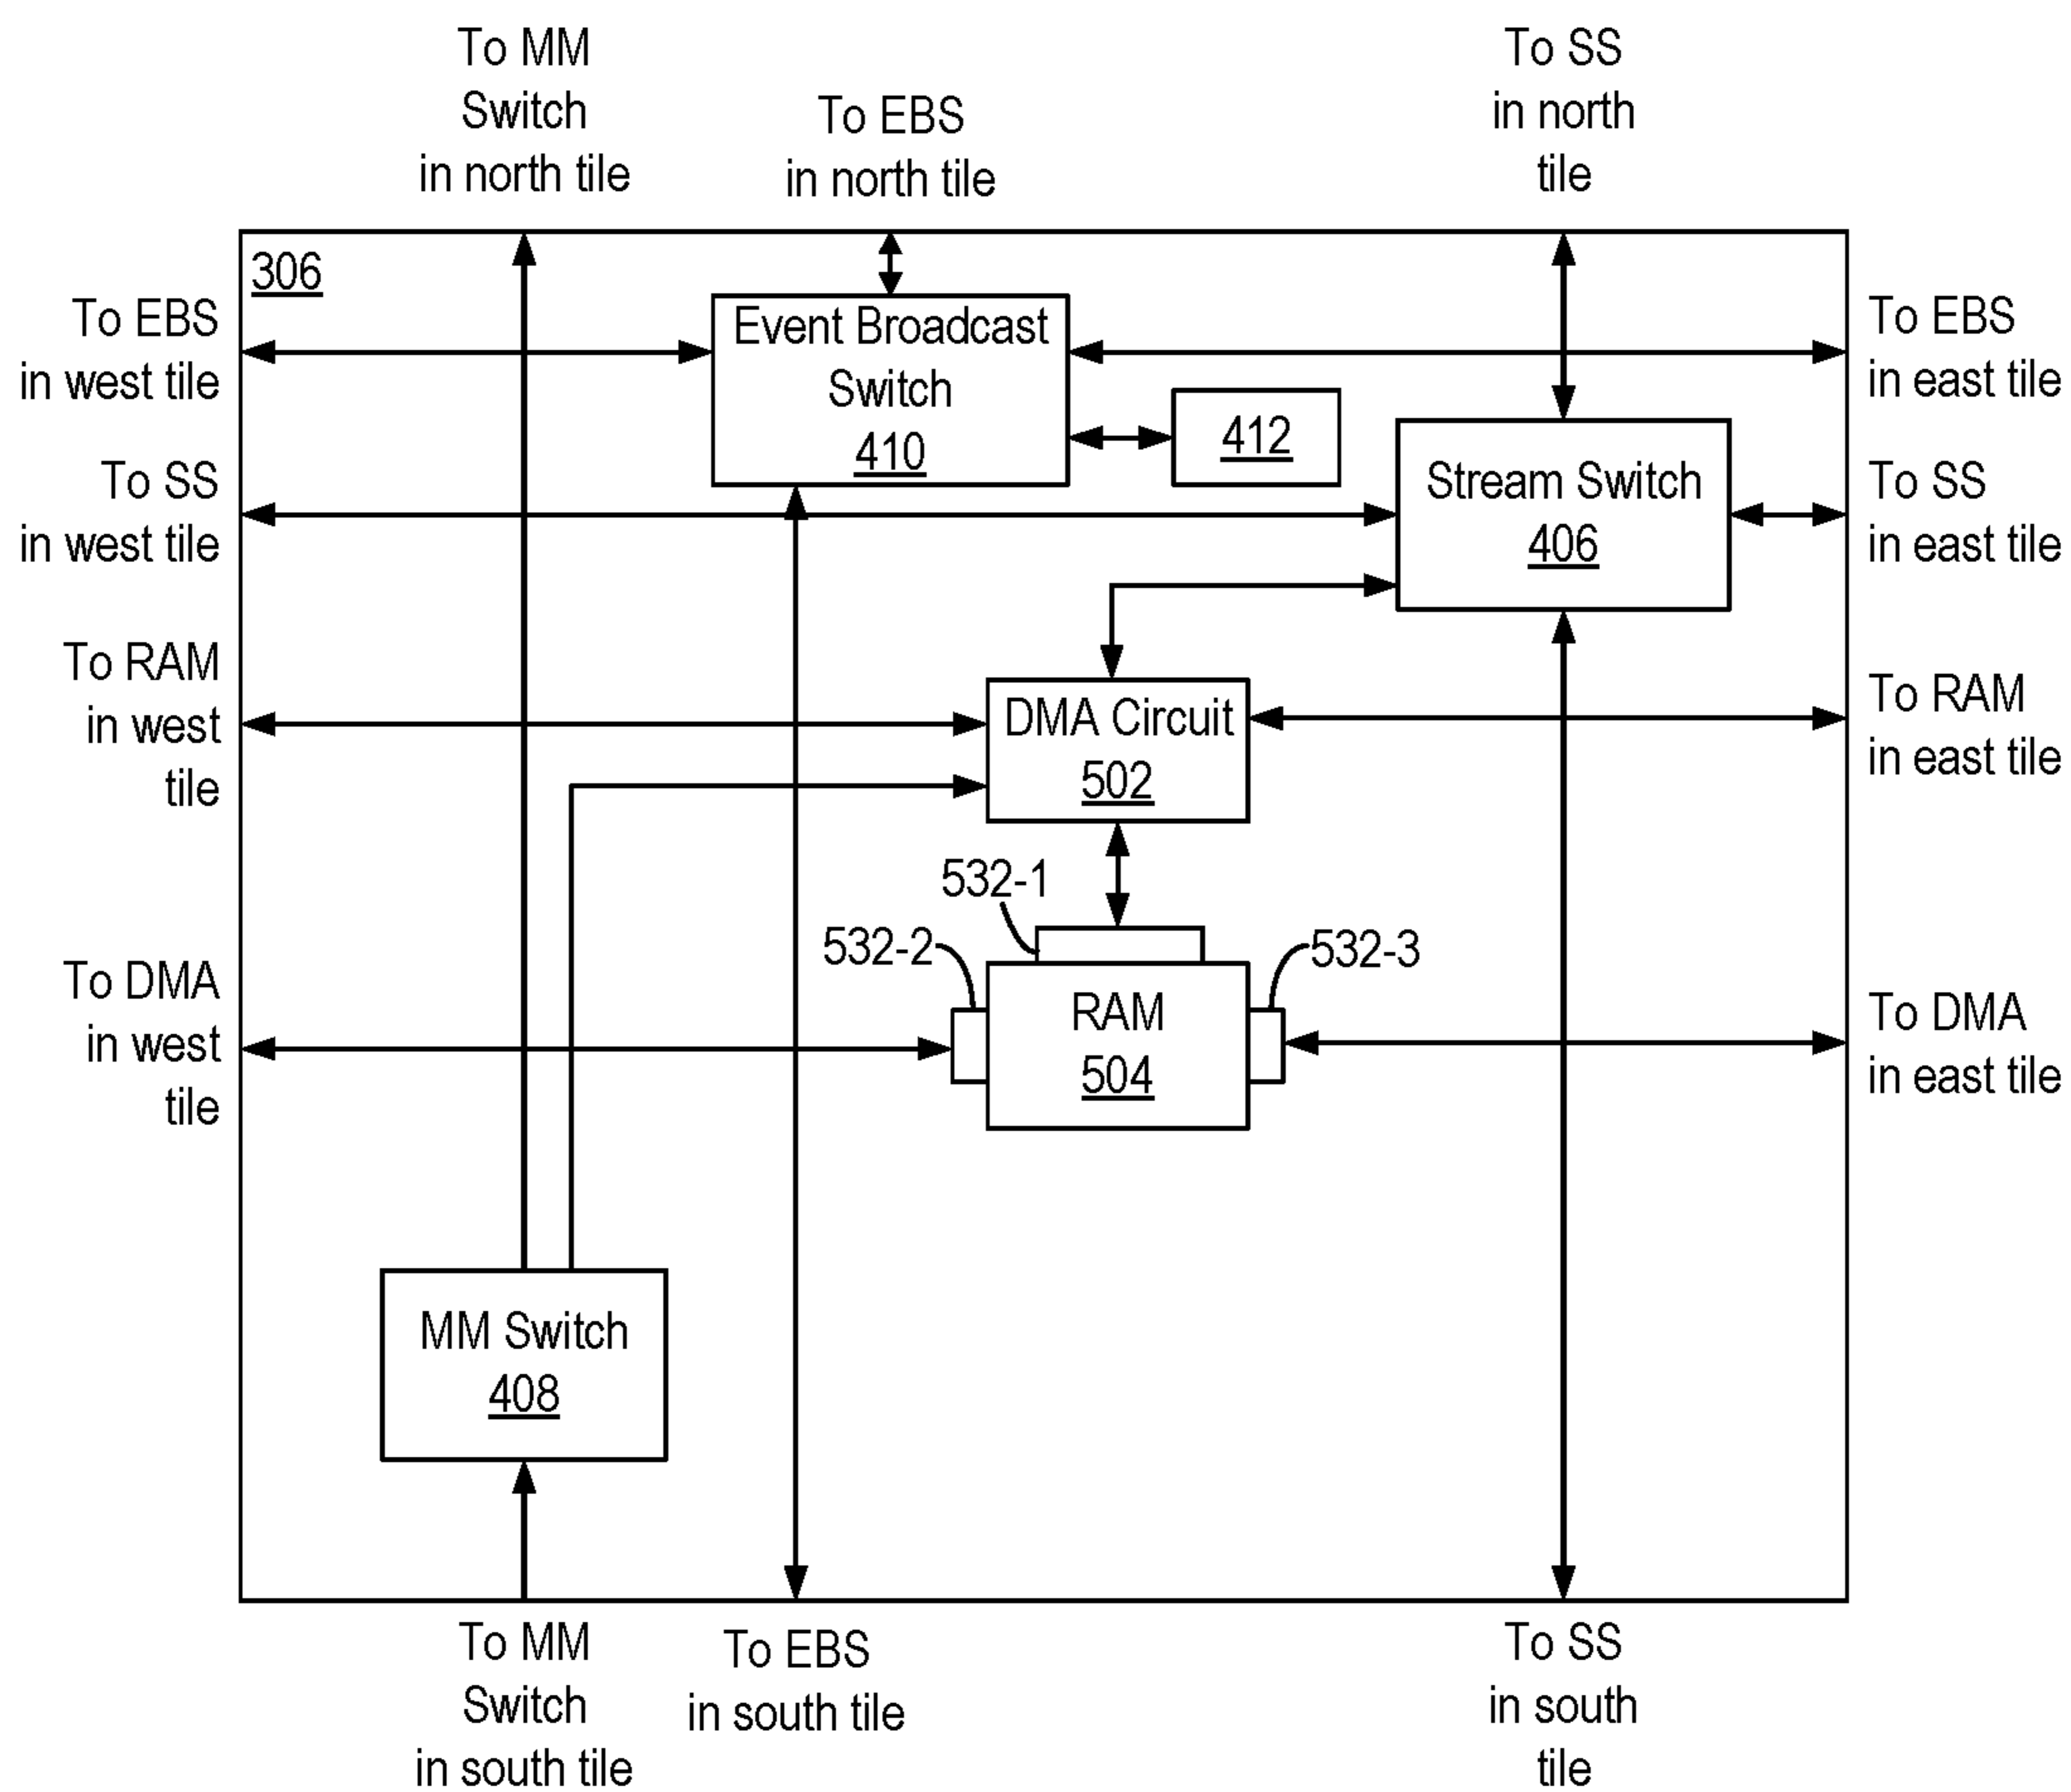 To MM
Switch
in north tile
To EBS
in north tile
To SS
in north
tile
306
To EBS
in west tile
Event Broadcast
Switch
410
412
To EBS
in east tile
To SS
in west tile
Stream Switch
406
To SS
in east tile
To RAM
in west
tile
DMA Circuit
502
To RAM
in east tile
532-1
532-2
532-3
To DMA
in west
tile
RAM
504
To DMA
in east tile
MM Switch
408
To MM
Switch
in south tile
To EBS
in south tile
To SS
in south
tile